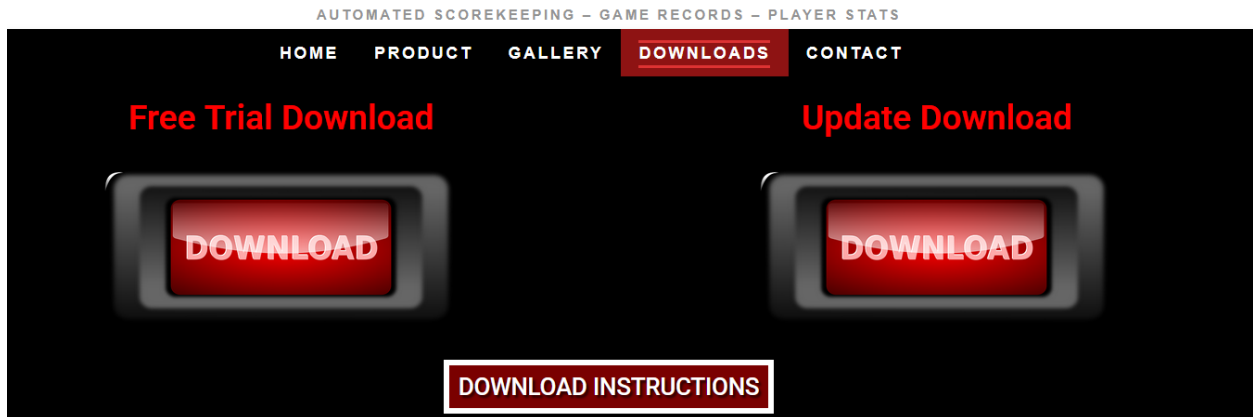 AUTOMATED SCOREKEEPING – GAME RECORDS – PLAYER STATS
HOME PRODUCT GALLERY DOWNLOADS CONTACT
Free Trial Download Update Download
DOWNLOAD DOWNLOAD
DOWNLOAD INSTRUCTIONS